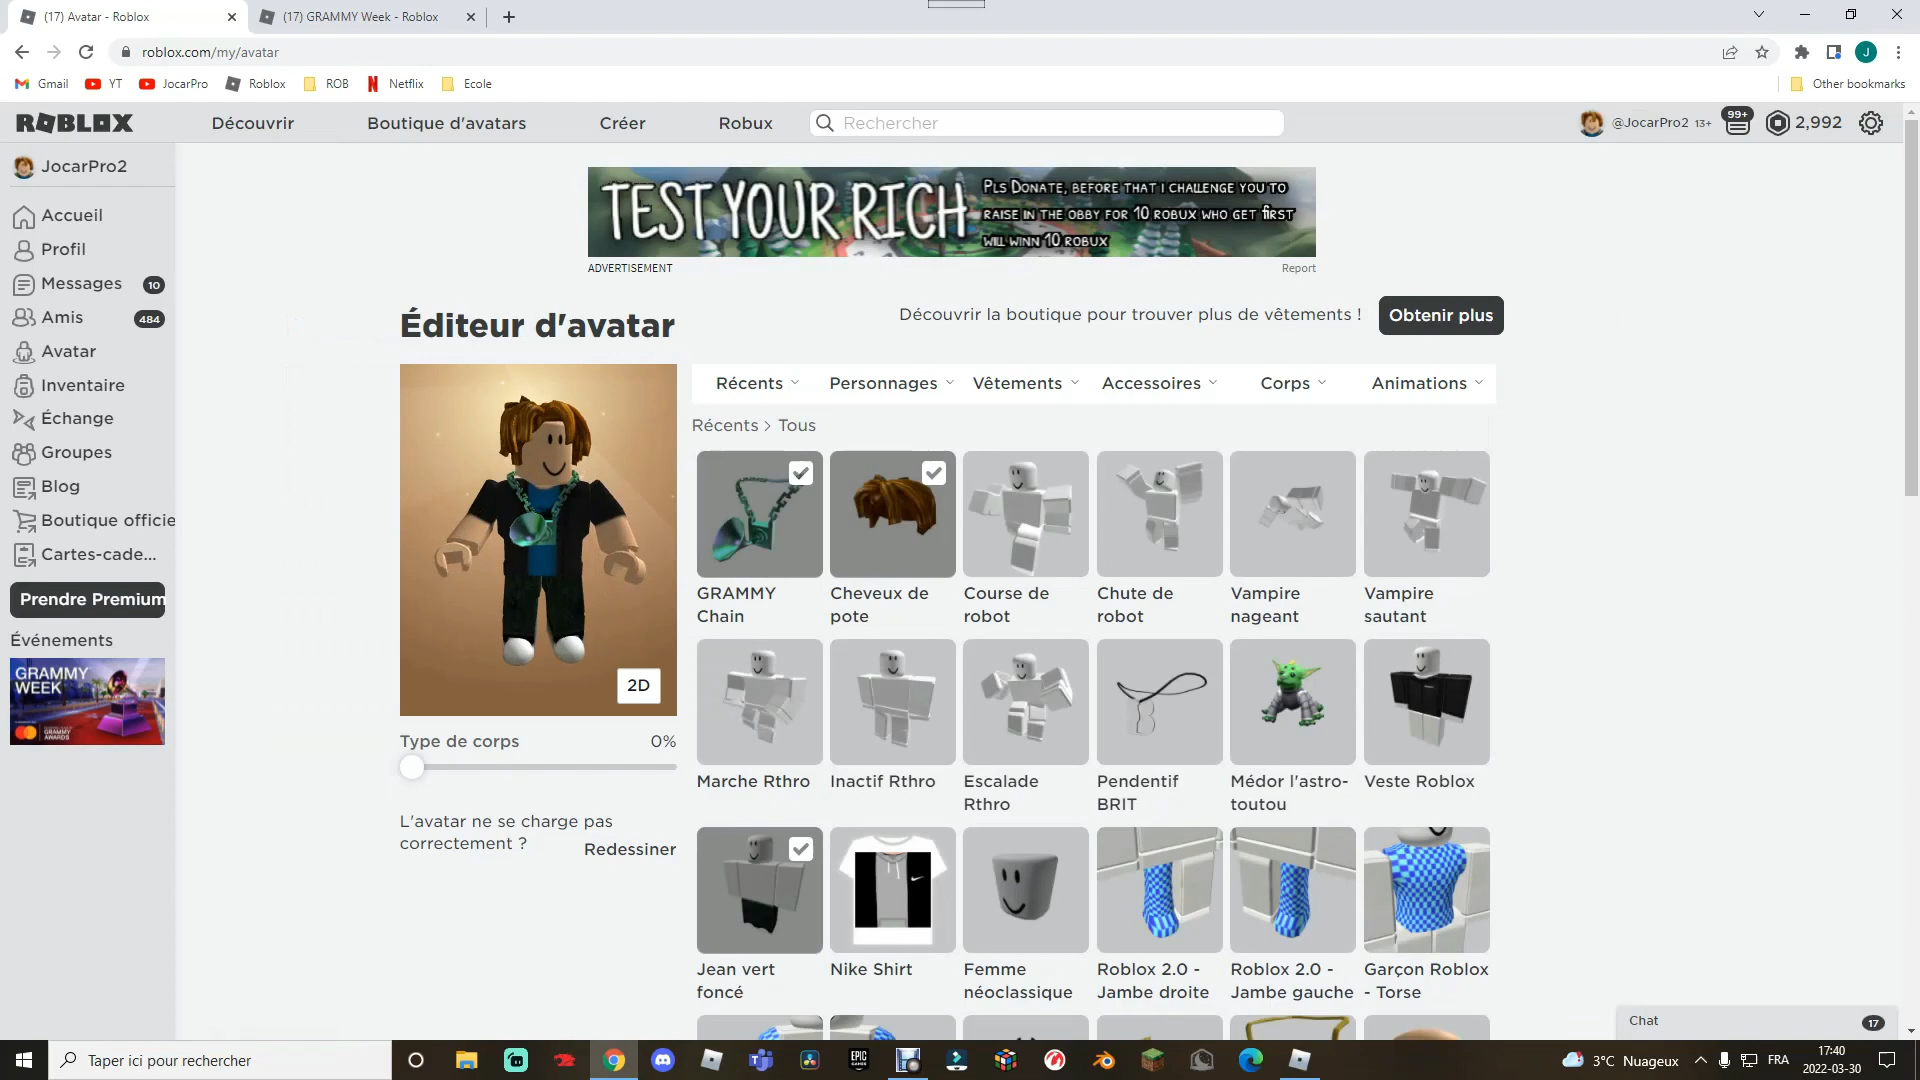 (17) Avatar - Roblox
(17) GRAMMY Week - Roblox
roblox.com/my/avatar
J
Gmail
YT
JocarPro
Roblox
ROB
Netflix
Ecole
Other bookmarks
ROBLOX
Découvrir
Boutique d'avatars
Créer
Robux
Rechercher
@JocarPro2 13+
99+
2,992
JocarPro2
Accueil
Profil
Messages 10
Amis 484
Avatar
Inventaire
Échange
Groupes
Blog
Boutique officie
Cartes-cade...
Prendre Premium
Événements
GRAMMY
WEEK
TEST YOUR RICH
PLS DONATE, BEFORE THAT I CHALLENGE YOU TO
RAISE IN THE OBBY FOR 10 ROBUX WHO GET first
WILL WINN 10 ROBUX
ADVERTISEMENT
Report
Éditeur d'avatar
Découvrir la boutique pour trouver plus de vêtements !
Obtenir plus
2D
Type de corps
0%
L'avatar ne se charge pas
correctement ?
Redessiner
Récents
Personnages
Vêtements
Accessoires
Corps
Animations
Récents > Tous
GRAMMY
Chain
Cheveux de
pote
Course de
robot
Chute de
robot
Vampire
nageant
Vampire
sautant
Marche Rthro
Inactif Rthro
Escalade
Rthro
Pendentif
BRIT
Médor l'astro-
toutou
Veste Roblox
Jean vert
foncé
Nike Shirt
Femme
néoclassique
Roblox 2.0 -
Jambe droite
Roblox 2.0 -
Jambe gauche
Garçon Roblox
- Torse
Chat
17
Taper ici pour rechercher
EPIC
GAMES
3°C Nuageux
FRA
17:40
2022-03-30